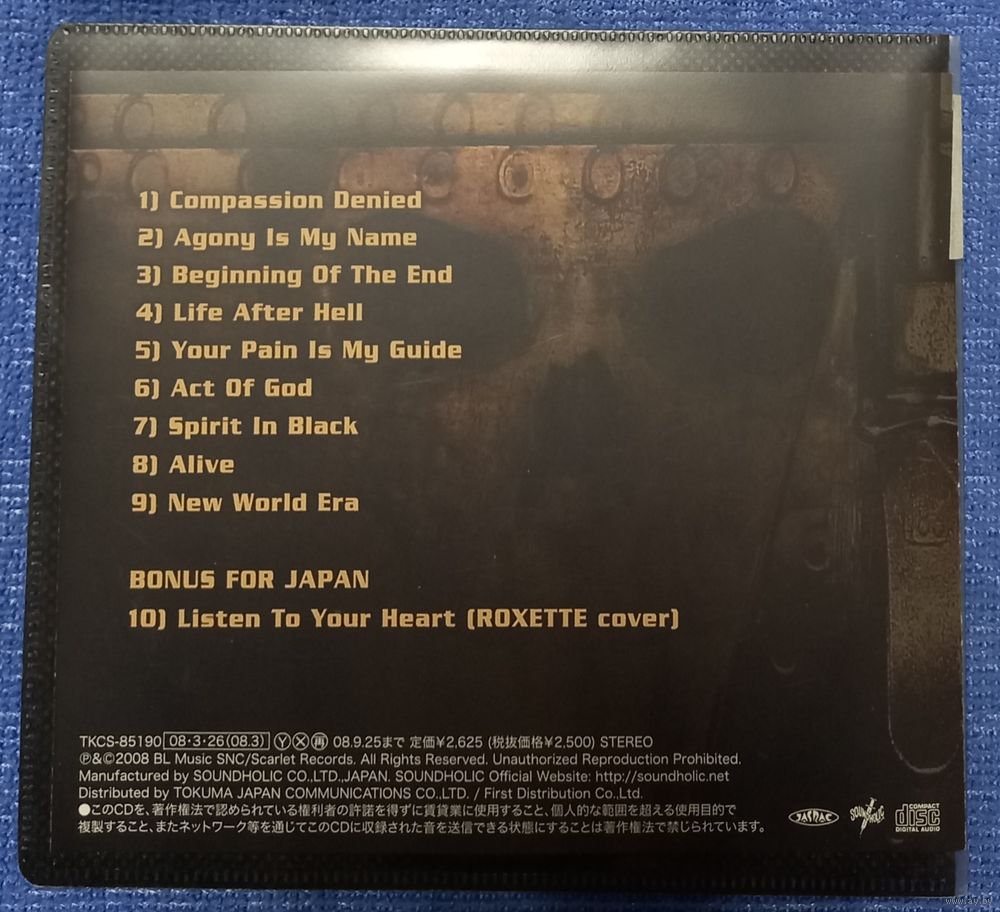 1) Compassion Denied
2) Agony Is My Name
3) Beginning Of The End
4) Life After Hell
5) Your Pain Is My Guide
6) Act Of God
7) Spirit In Black
8) Alive
9) New World Era
BONUS FOR JAPAN
10) Listen To Your Heart (ROXETTE cover)
TKCS-85190 08・3・26(08.3) Ⓨ Ⓧ ㊢ 08.9.25まで 定価¥2,625 (税抜価格¥2,500) STEREO
℗&©2008 BL Music SNC/Scarlet Records. All Rights Reserved. Unauthorized Reproduction Prohibited.
Manufactured by SOUNDHOLIC CO.,LTD.,JAPAN. SOUNDHOLIC Official Website: http://soundholic.net
Distributed by TOKUMA JAPAN COMMUNICATIONS CO.,LTD. / First Distribution Co.,Ltd.
●このCDを、著作権法で認められている権利者の許諾を得ずに賃貸業に使用すること、個人的な範囲を超える使用目的で
複製すること、またネットワーク等を通じてこのCDに収録された音を送信できる状態にすることは著作権法で禁じられています。
JASRAC
SOUNDHOLIC
COMPACT
disc
DIGITAL AUDIO
www.ay.by